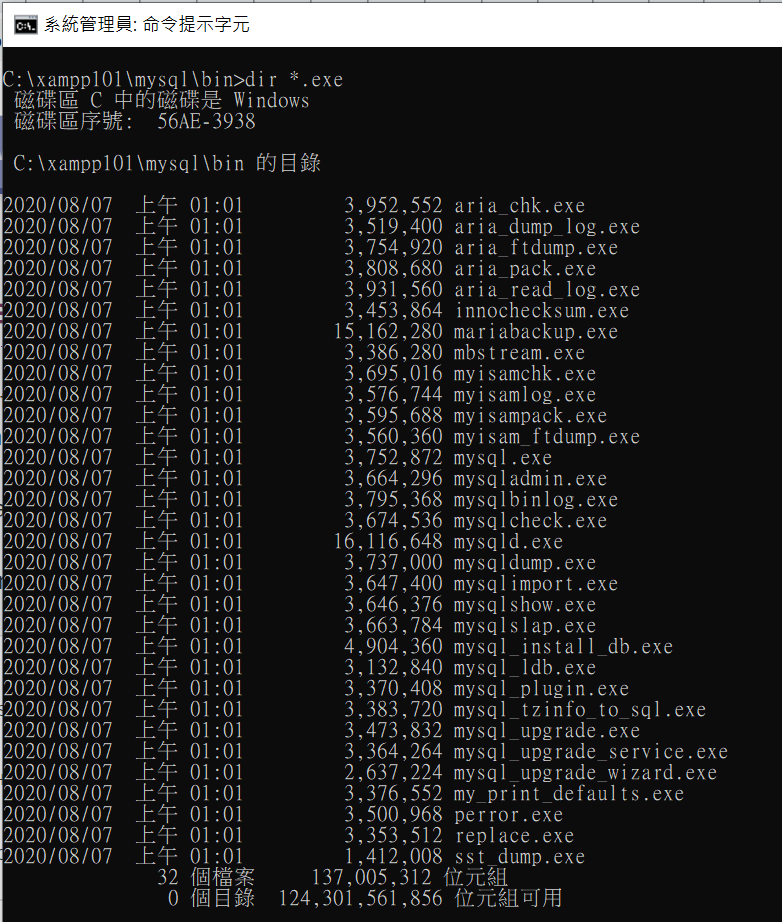 系統管理員: 命令提示字元
C:\xampp101\mysql\bin>dir *.exe
磁碟區 C 中的磁碟是 Windows
磁碟區序號:  56AE-3938
C:\xampp101\mysql\bin 的目錄
2020/08/07  上午 01:01         3,952,552 aria_chk.exe
2020/08/07  上午 01:01         3,519,400 aria_dump_log.exe
2020/08/07  上午 01:01         3,754,920 aria_ftdump.exe
2020/08/07  上午 01:01         3,808,680 aria_pack.exe
2020/08/07  上午 01:01         3,931,560 aria_read_log.exe
2020/08/07  上午 01:01         3,453,864 innochecksum.exe
2020/08/07  上午 01:01        15,162,280 mariabackup.exe
2020/08/07  上午 01:01         3,386,280 mbstream.exe
2020/08/07  上午 01:01         3,695,016 myisamchk.exe
2020/08/07  上午 01:01         3,576,744 myisamlog.exe
2020/08/07  上午 01:01         3,595,688 myisampack.exe
2020/08/07  上午 01:01         3,560,360 myisam_ftdump.exe
2020/08/07  上午 01:01         3,752,872 mysql.exe
2020/08/07  上午 01:01         3,664,296 mysqladmin.exe
2020/08/07  上午 01:01         3,795,368 mysqlbinlog.exe
2020/08/07  上午 01:01         3,674,536 mysqlcheck.exe
2020/08/07  上午 01:01        16,116,648 mysqld.exe
2020/08/07  上午 01:01         3,737,000 mysqldump.exe
2020/08/07  上午 01:01         3,647,400 mysqlimport.exe
2020/08/07  上午 01:01         3,646,376 mysqlshow.exe
2020/08/07  上午 01:01         3,663,784 mysqlslap.exe
2020/08/07  上午 01:01         4,904,360 mysql_install_db.exe
2020/08/07  上午 01:01         3,132,840 mysql_ldb.exe
2020/08/07  上午 01:01         3,370,408 mysql_plugin.exe
2020/08/07  上午 01:01         3,383,720 mysql_tzinfo_to_sql.exe
2020/08/07  上午 01:01         3,473,832 mysql_upgrade.exe
2020/08/07  上午 01:01         3,364,264 mysql_upgrade_service.exe
2020/08/07  上午 01:01         2,637,224 mysql_upgrade_wizard.exe
2020/08/07  上午 01:01         3,376,552 my_print_defaults.exe
2020/08/07  上午 01:01         3,500,968 perror.exe
2020/08/07  上午 01:01         3,353,512 replace.exe
2020/08/07  上午 01:01         1,412,008 sst_dump.exe
32 個檔案     137,005,312 位元組
0 個目錄  124,301,561,856 位元組可用